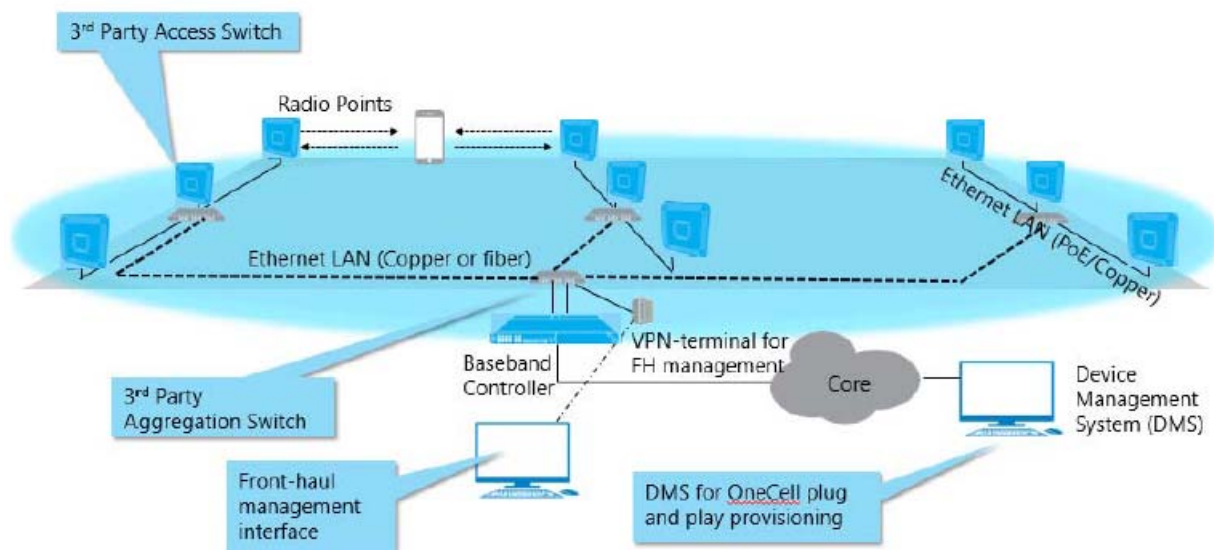 3rd Party Access Switch
Radio Points
Ethernet LAN (PoE/Copper)
Ethernet LAN (Copper or fiber)
VPN-terminal for
FH management
Baseband
Controller
Core
Device
Management
System (DMS)
3rd Party
Aggregation Switch
Front-haul
management
interface
DMS for OneCell plug
and play provisioning